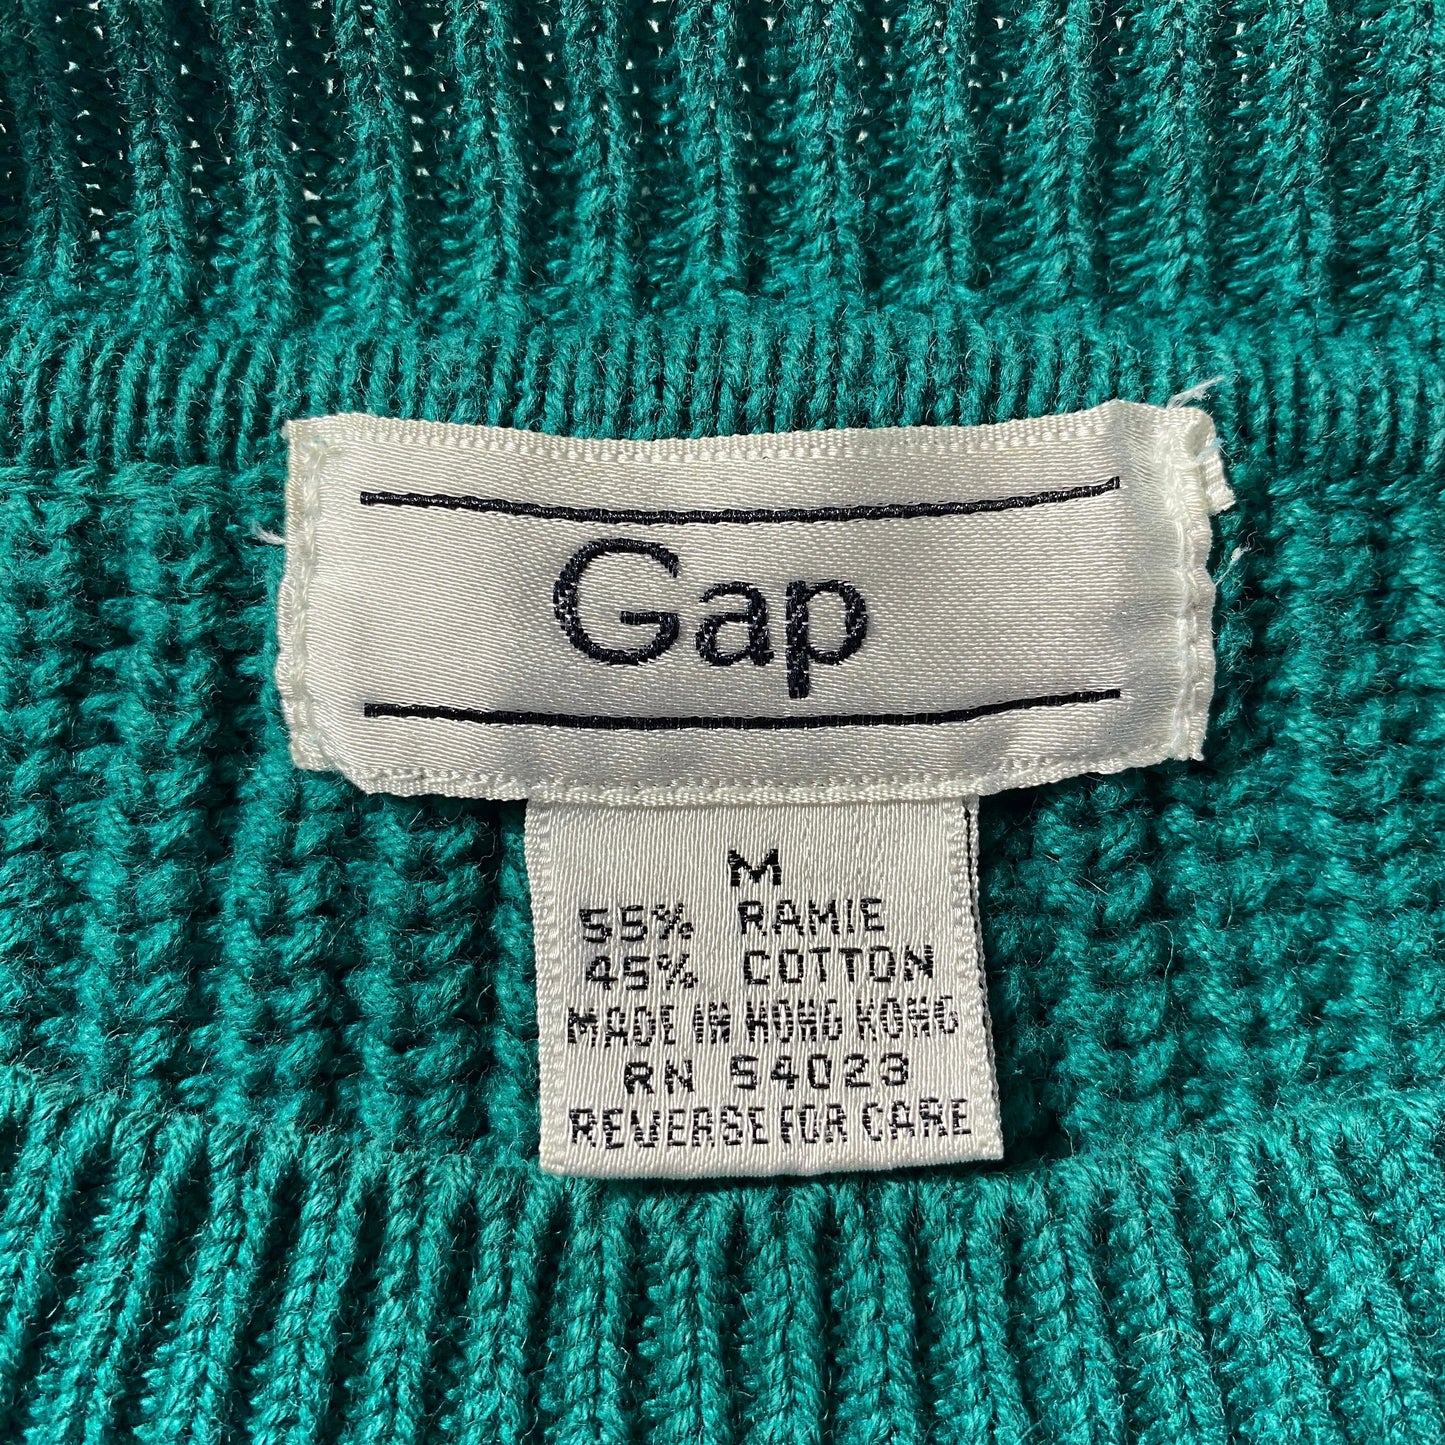 Gap
M
55% RAMIE
45% COTTON
MADE IN HONG KONG
RN 54023
REVERSE FOR CARE